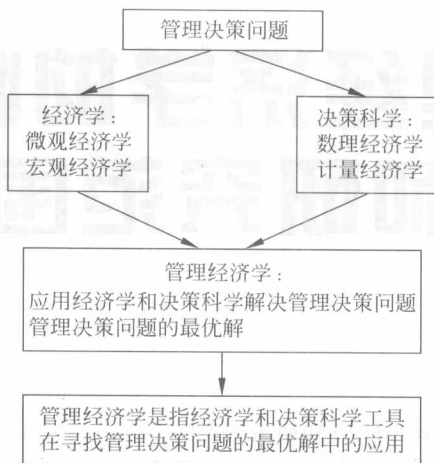 管理决策问题
经济学：
微观经济学
宏观经济学
决策科学：
数理经济学
计量经济学
管理经济学：
应用经济学和决策科学解决管理决策问题
管理决策问题的最优解
管理经济学是指经济学和决策科学工具
在寻找管理决策问题的最优解中的应用